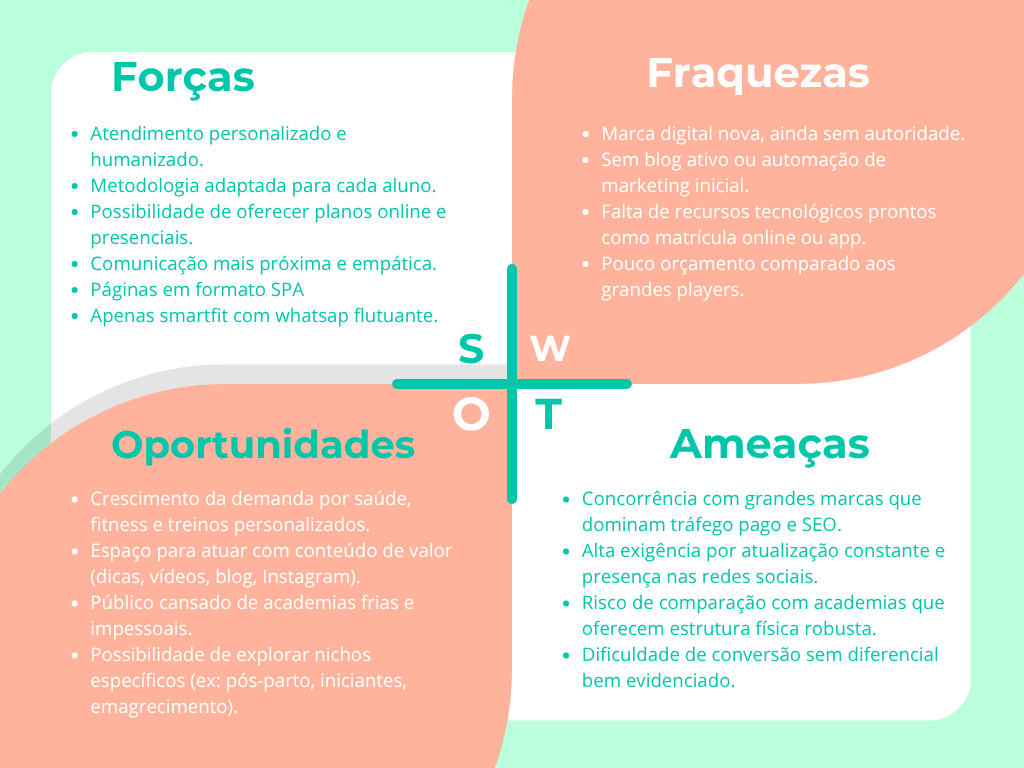 Forças
• Atendimento personalizado e
humanizado.
• Metodologia adaptada para cada aluno.
• Possibilidade de oferecer planos online e
presenciais.
• Comunicação mais próxima e empática.
• Páginas em formato SPA
• Apenas smartfit com whatsap flutuante.
Fraquezas
• Marca digital nova, ainda sem autoridade.
• Sem blog ativo ou automação de
marketing inicial.
• Falta de recursos tecnológicos prontos
como matrícula online ou app.
• Pouco orçamento comparado aos
grandes players.
S W
O T
Oportunidades
• Crescimento da demanda por saúde,
fitness e treinos personalizados.
• Espaço para atuar com conteúdo de valor
(dicas, vídeos, blog, Instagram).
• Público cansado de academias frias e
impessoais.
• Possibilidade de explorar nichos
específicos (ex: pós-parto, iniciantes,
emagrecimento).
Ameaças
• Concorrência com grandes marcas que
dominam tráfego pago e SEO.
• Alta exigência por atualização constante e
presença nas redes sociais.
• Risco de comparação com academias que
oferecem estrutura física robusta.
• Dificuldade de conversão sem diferencial
bem evidenciado.